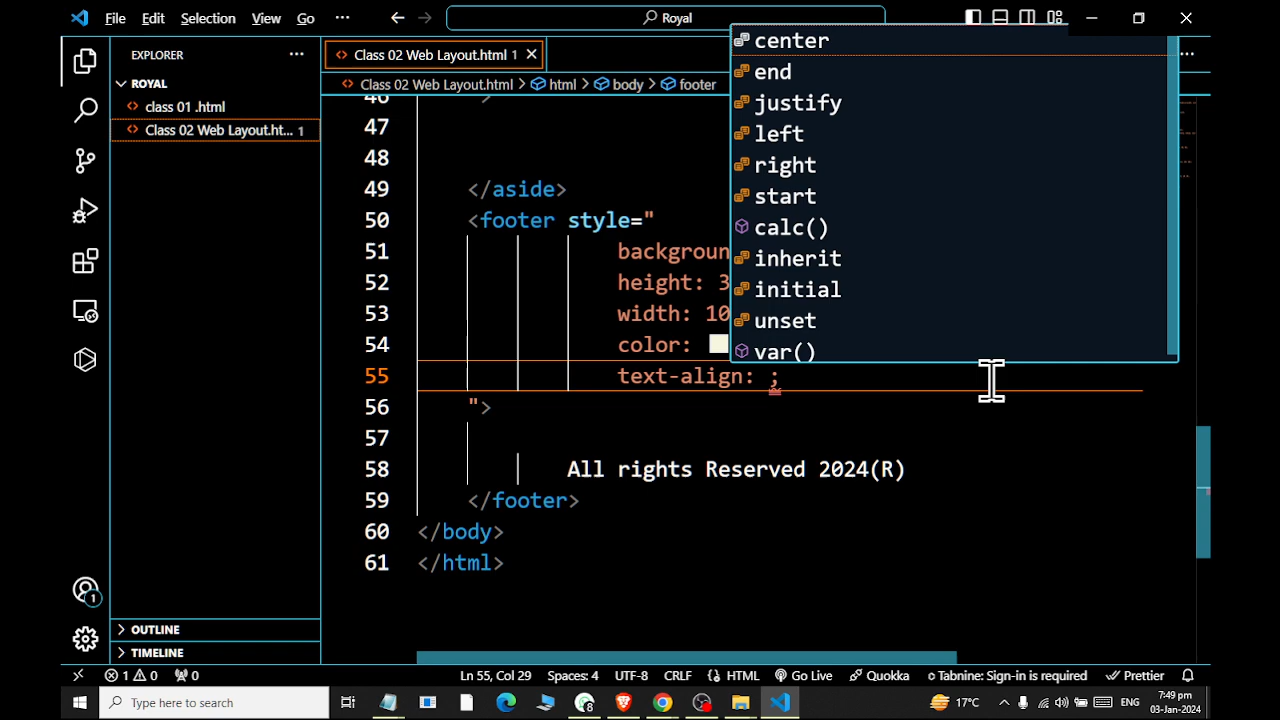 File Edit Selection View Go ··· Royal
EXPLORER ···
Class 02 Web Layout.html 1
ROYAL
Class 02 Web Layout.html > html > body > footer
class 01 .html
Class 02 Web Layout.ht... 1
center
end
justify
left
right
start
calc()
inherit
initial
unset
var()
46 >
47
48
49 </aside>
50 <footer style="
51 backgroun
52 height: 3
53 width: 10
54 color:
55 text-align: ;
56 ">
57
58 All rights Reserved 2024(R)
59 </footer>
60 </body>
61 </html>
1
OUTLINE
TIMELINE
1 0 0 Ln 55, Col 29 Spaces: 4 UTF-8 CRLF HTML Go Live Quokka Tabnine: Sign-in is required Prettier
Type here to search 17°C ENG 7:49 pm
03-Jan-2024